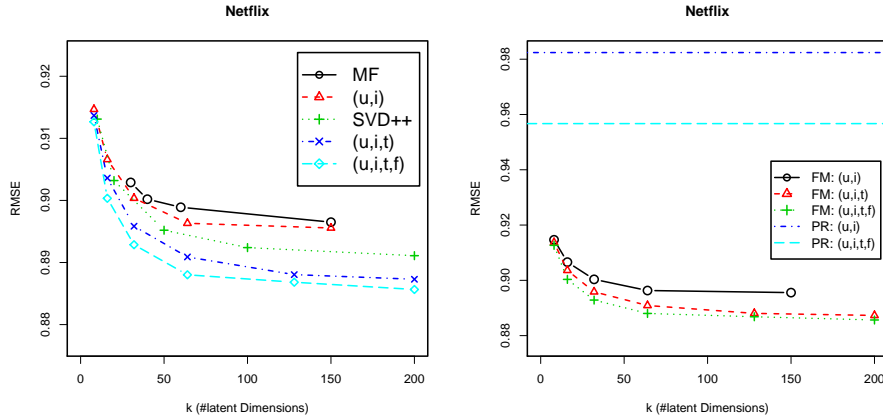 Netflix
RMSE
0.92
0.91
0.90
0.89
0.88
MF
(u,i)
SVD++
(u,i,t)
(u,i,t,f)
0 50 100 150 200
k (#latent Dimensions)
Netflix
RMSE
0.98
0.96
0.94
0.92
0.90
0.88
FM: (u,i)
FM: (u,i,t)
FM: (u,i,t,f)
PR: (u,i)
PR: (u,i,t,f)
0 50 100 150 200
k (#latent Dimensions)